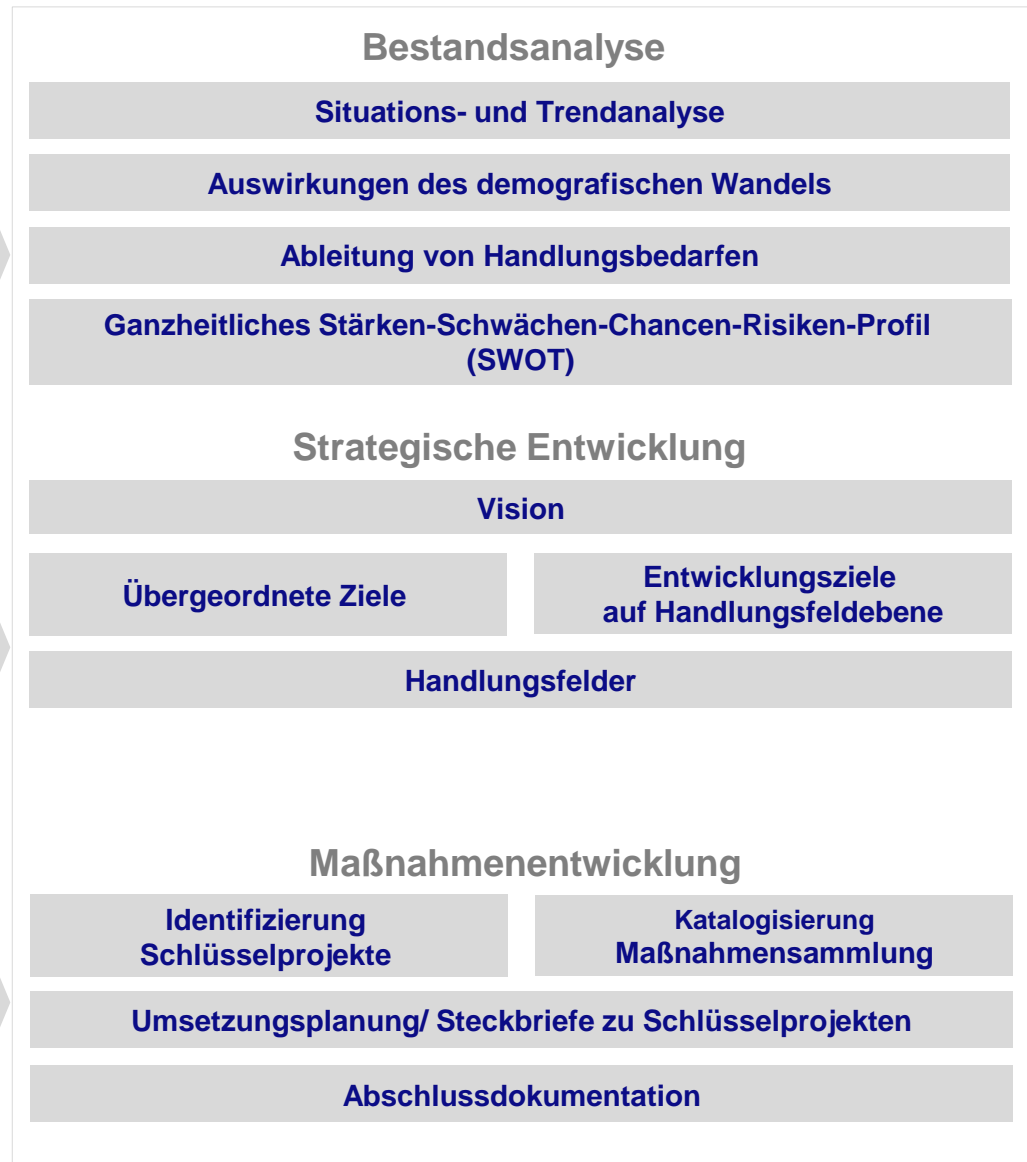 Bestandsanalyse
Situations- und Trendanalyse
Auswirkungen des demografischen Wandels
Ableitung von Handlungsbedarfen
Ganzheitliches Stärken-Schwächen-Chancen-Risiken-Profil
(SWOT)
Strategische Entwicklung
Vision
Übergeordnete Ziele
Entwicklungsziele
auf Handlungsfeldebene
Handlungsfelder
Maßnahmenentwicklung
Identifizierung
Schlüsselprojekte
Katalogisierung
Maßnahmensammlung
Umsetzungsplanung/ Steckbriefe zu Schlüsselprojekten
Abschlussdokumentation